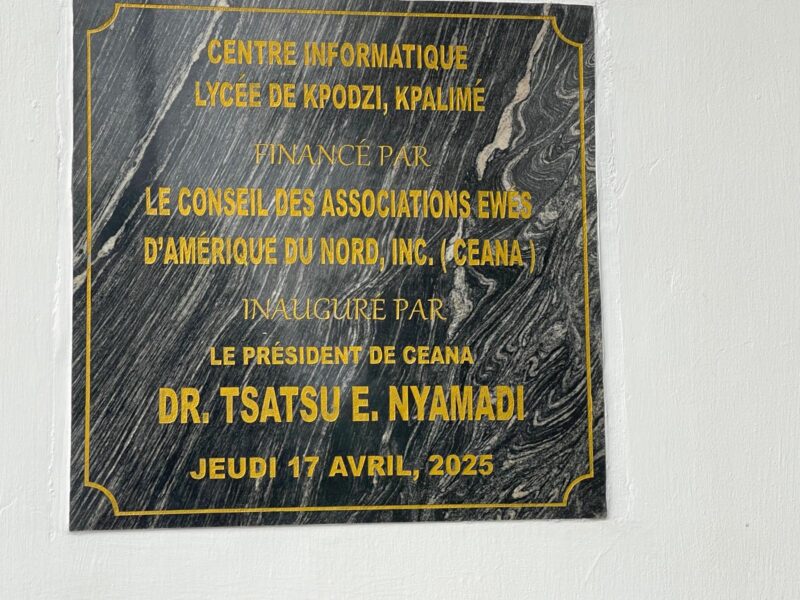 CENTRE INFORMATIQUE
LYCÉE DE KPODZI, KPALIMÉ
FINANCÉ PAR
LE CONSEIL DES ASSOCIATIONS EWES
D'AMÉRIQUE DU NORD, INC. ( CEANA )
INAUGURÉ PAR
LE PRÉSIDENT DE CEANA
DR. TSATSU E. NYAMADI
JEUDI 17 AVRIL, 2025